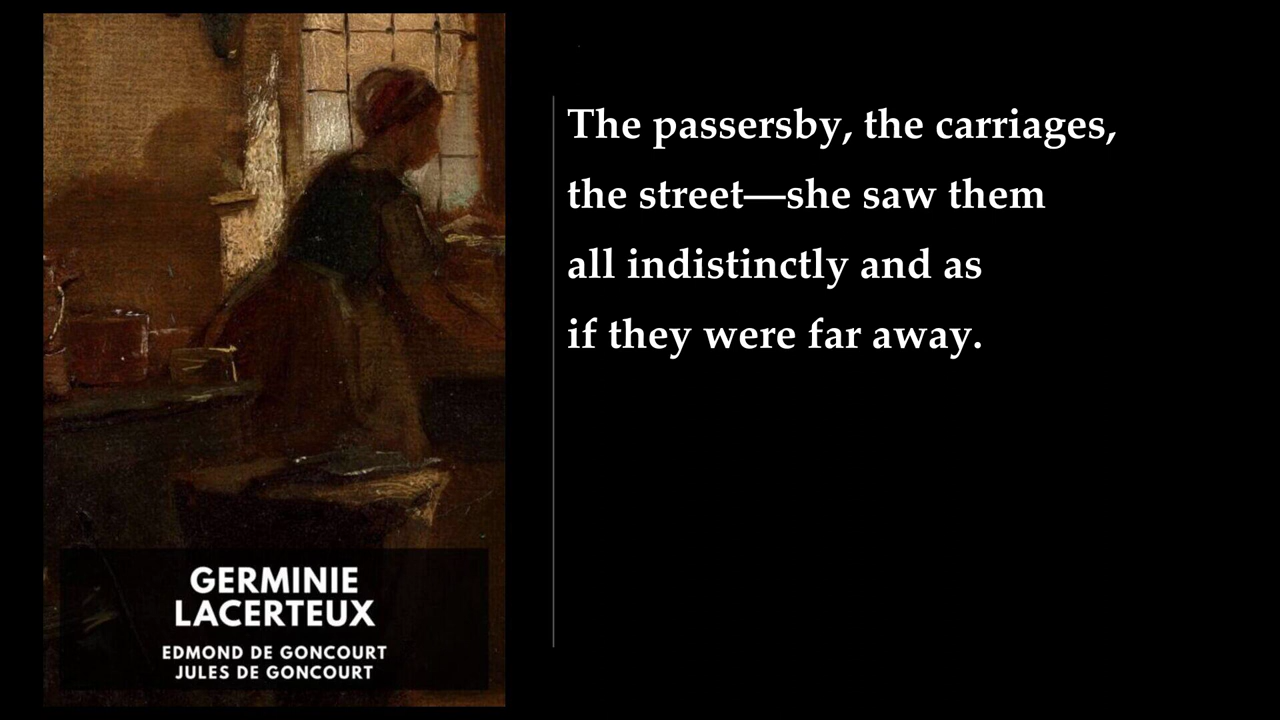 The passersby, the carriages,
the street—she saw them
all indistinctly and as
if they were far away.
GERMINIE
LACERTEUX
EDMOND DE GONCOURT
JULES DE GONCOURT